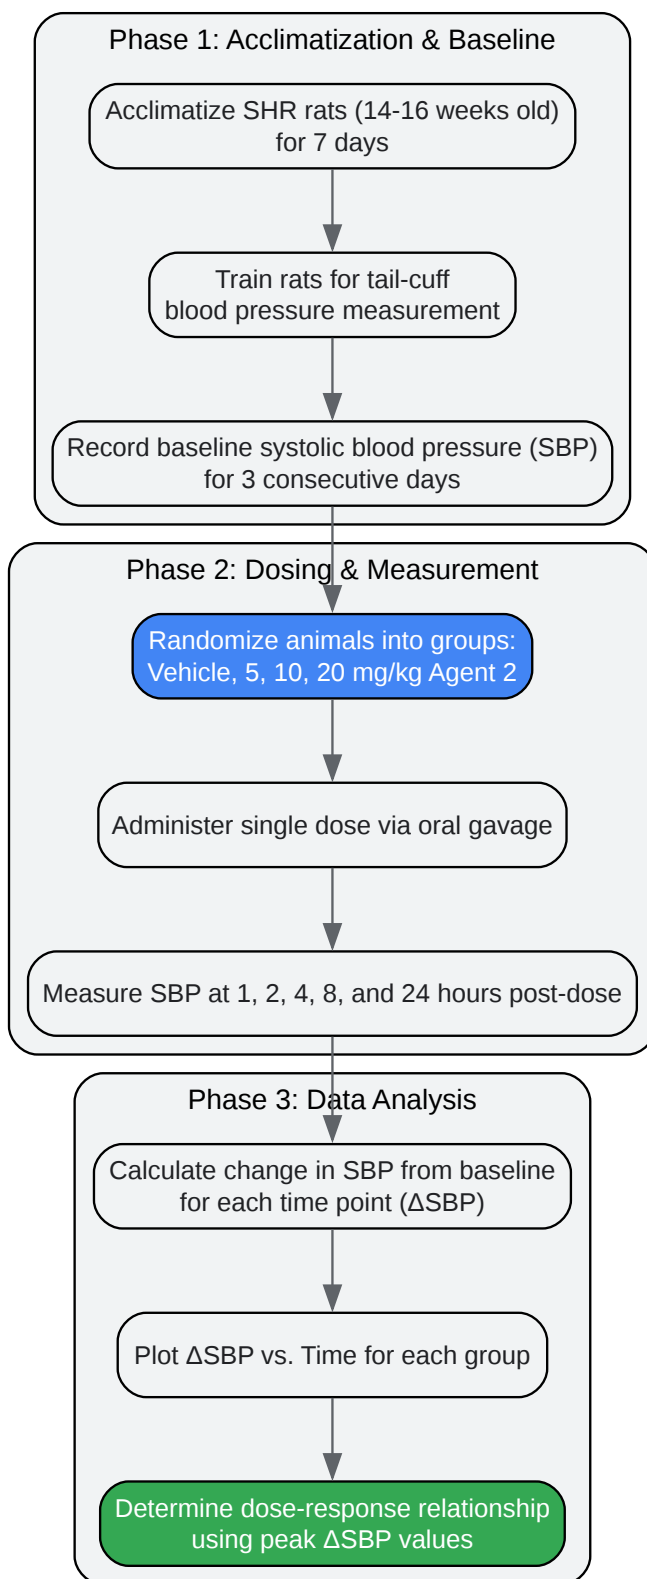 Phase 1: Acclimatization & Baseline
Acclimatize SHR rats (14-16 weeks old)
for 7 days
Train rats for tail-cuff
blood pressure measurement
Record baseline systolic blood pressure (SBP)
for 3 consecutive days
Phase 2: Dosing & Measurement
Randomize animals into groups:
Vehicle, 5, 10, 20 mg/kg Agent 2
Administer single dose via oral gavage
Measure SBP at 1, 2, 4, 8, and 24 hours post-dose
Phase 3: Data Analysis
Calculate change in SBP from baseline
for each time point (ΔSBP)
Plot ΔSBP vs. Time for each group
Determine dose-response relationship
using peak ΔSBP values